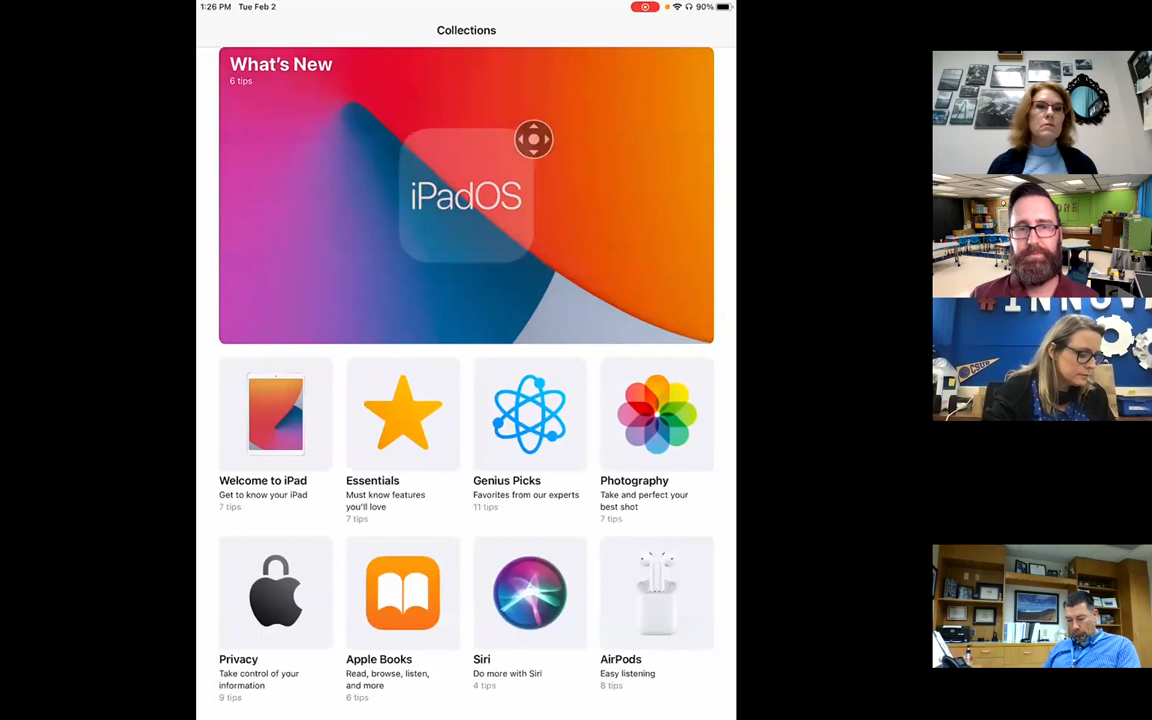 1:26 PM Tue Feb 2
90%
Collections
What's New
6 tips
iPadOS
Welcome to iPad
Get to know your iPad
7 tips
Essentials
Must know features
you'll love
7 tips
Genius Picks
Favorites from our experts
11 tips
Photography
Take and perfect your
best shot
7 tips
Privacy
Take control of your
information
9 tips
Apple Books
Read, browse, listen,
and more
6 tips
Siri
Do more with Siri
4 tips
AirPods
Easy listening
8 tips
#INNOV
CSUB